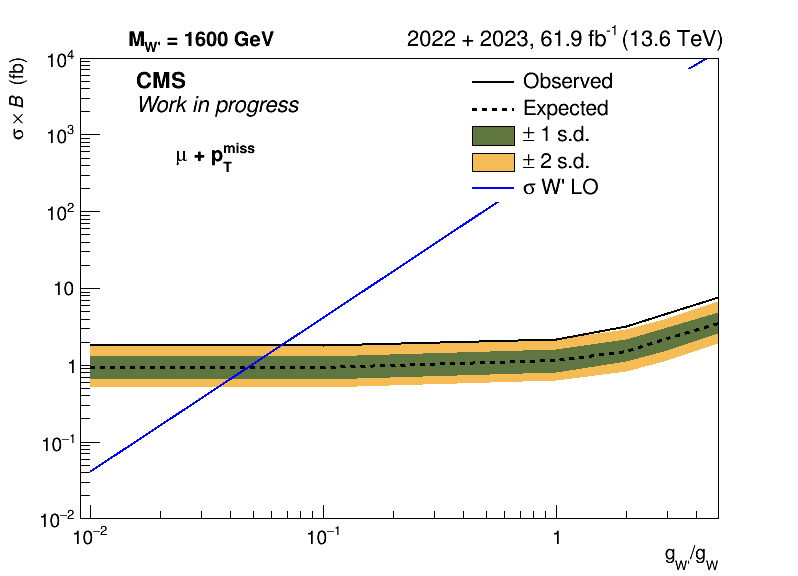 M_W' = 1600 GeV
2022 + 2023, 61.9 fb⁻¹ (13.6 TeV)
σ × B (fb)
CMS
Work in progress
μ + p_T^miss
Observed
Expected
± 1 s.d.
± 2 s.d.
σ W' LO
10⁴
10³
10²
10
1
10⁻¹
10⁻²
10⁻²
10⁻¹
1
g_W'/g_W